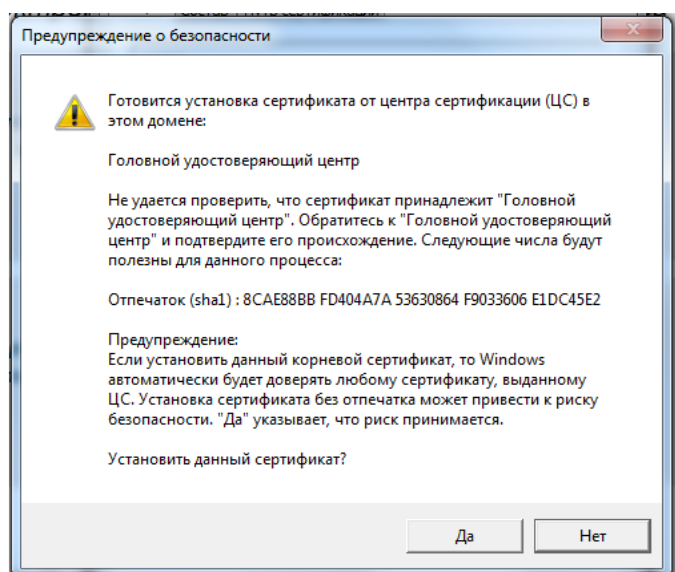 Состав Путь сертификации
Предупреждение о безопасности
Готовится установка сертификата от центра сертификации (ЦС) в
этом домене:
Головной удостоверяющий центр
Не удается проверить, что сертификат принадлежит "Головной
удостоверяющий центр". Обратитесь к "Головной удостоверяющий
центр" и подтвердите его происхождение. Следующие числа будут
полезны для данного процесса:
Отпечаток (sha1) : 8CAE88BB FD404A7A 53630864 F9033606 E1DC45E2
Предупреждение:
Если установить данный корневой сертификат, то Windows
автоматически будет доверять любому сертификату, выданному
ЦС. Установка сертификата без отпечатка может привести к риску
безопасности. "Да" указывает, что риск принимается.
Установить данный сертификат?
Да
Нет